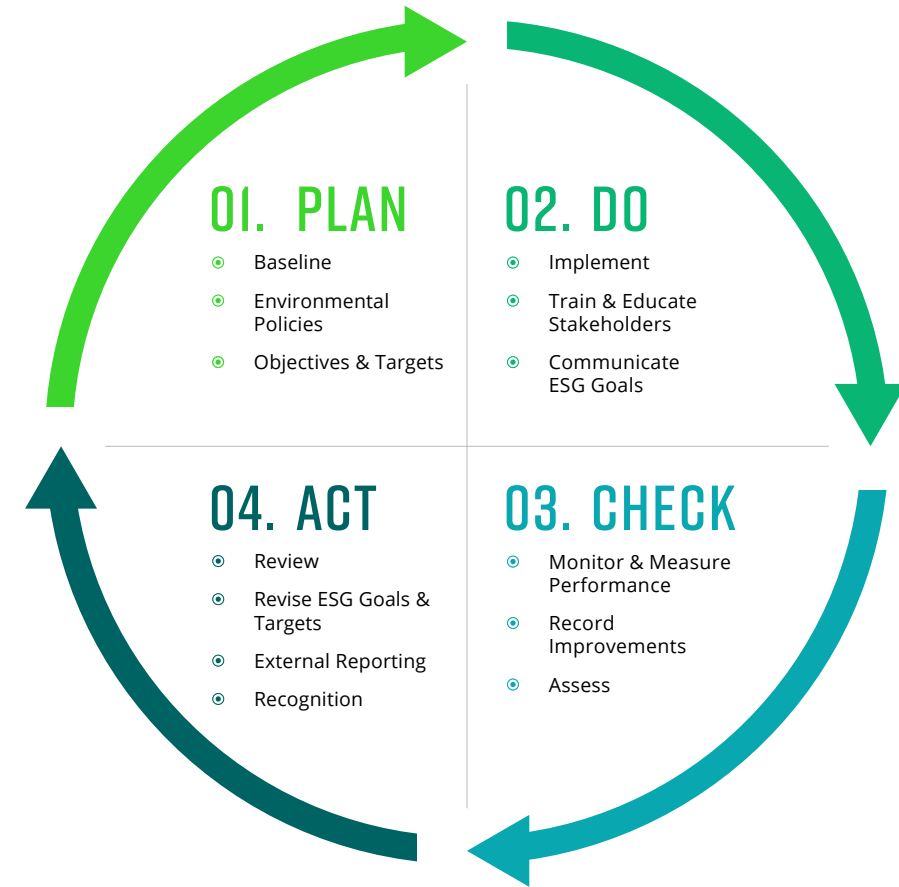 01. PLAN
Baseline
Environmental
Policies
Objectives & Targets
02. DO
Implement
Train & Educate
Stakeholders
Communicate
ESG Goals
03. CHECK
Monitor & Measure
Performance
Record
Improvements
Assess
04. ACT
Review
Revise ESG Goals &
Targets
External Reporting
Recognition